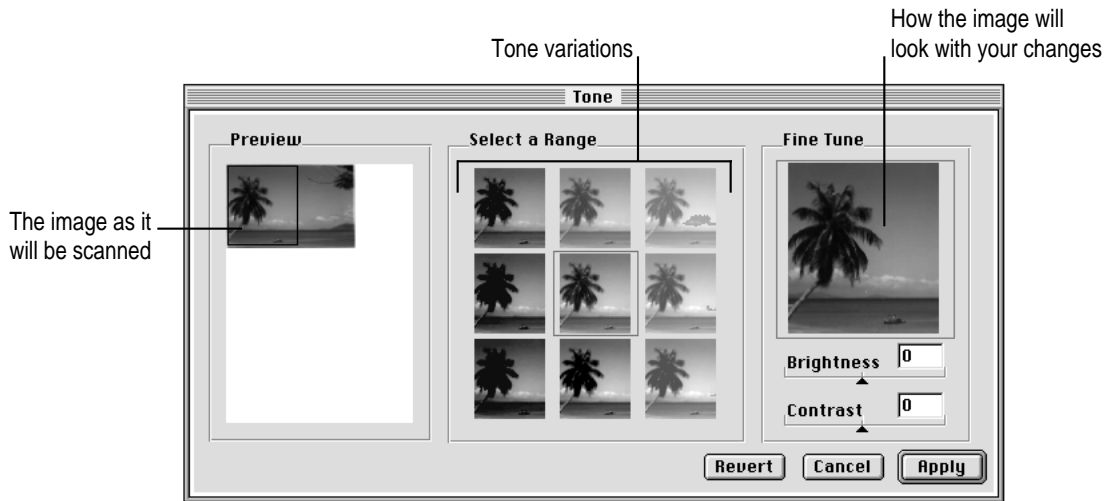 How the image will
look with your changes
Tone variations
Tone
Preview
Select a Range
Fine Tune
The image as it
will be scanned
Brightness 0
Contrast 0
Revert Cancel Apply